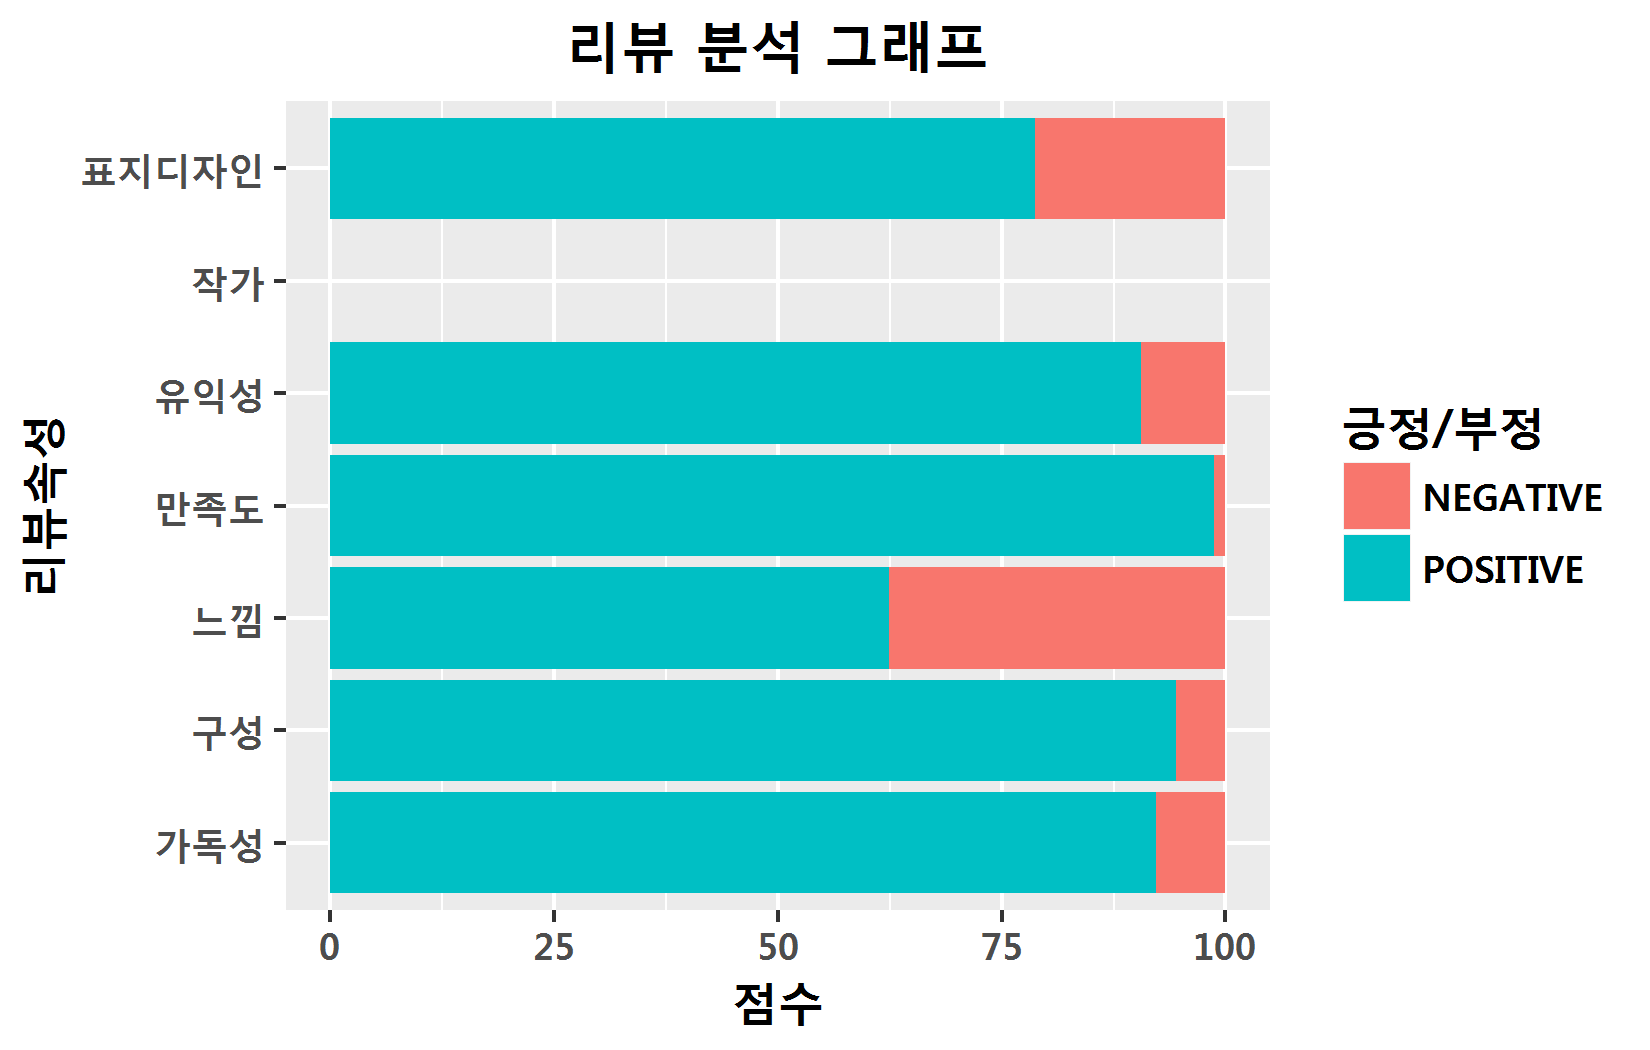 리뷰 분석 그래프
리뷰속성
표지디자인
작가
유익성
만족도
느낌
구성
가독성
0 25 50 75 100
점수
긍정/부정
NEGATIVE
POSITIVE